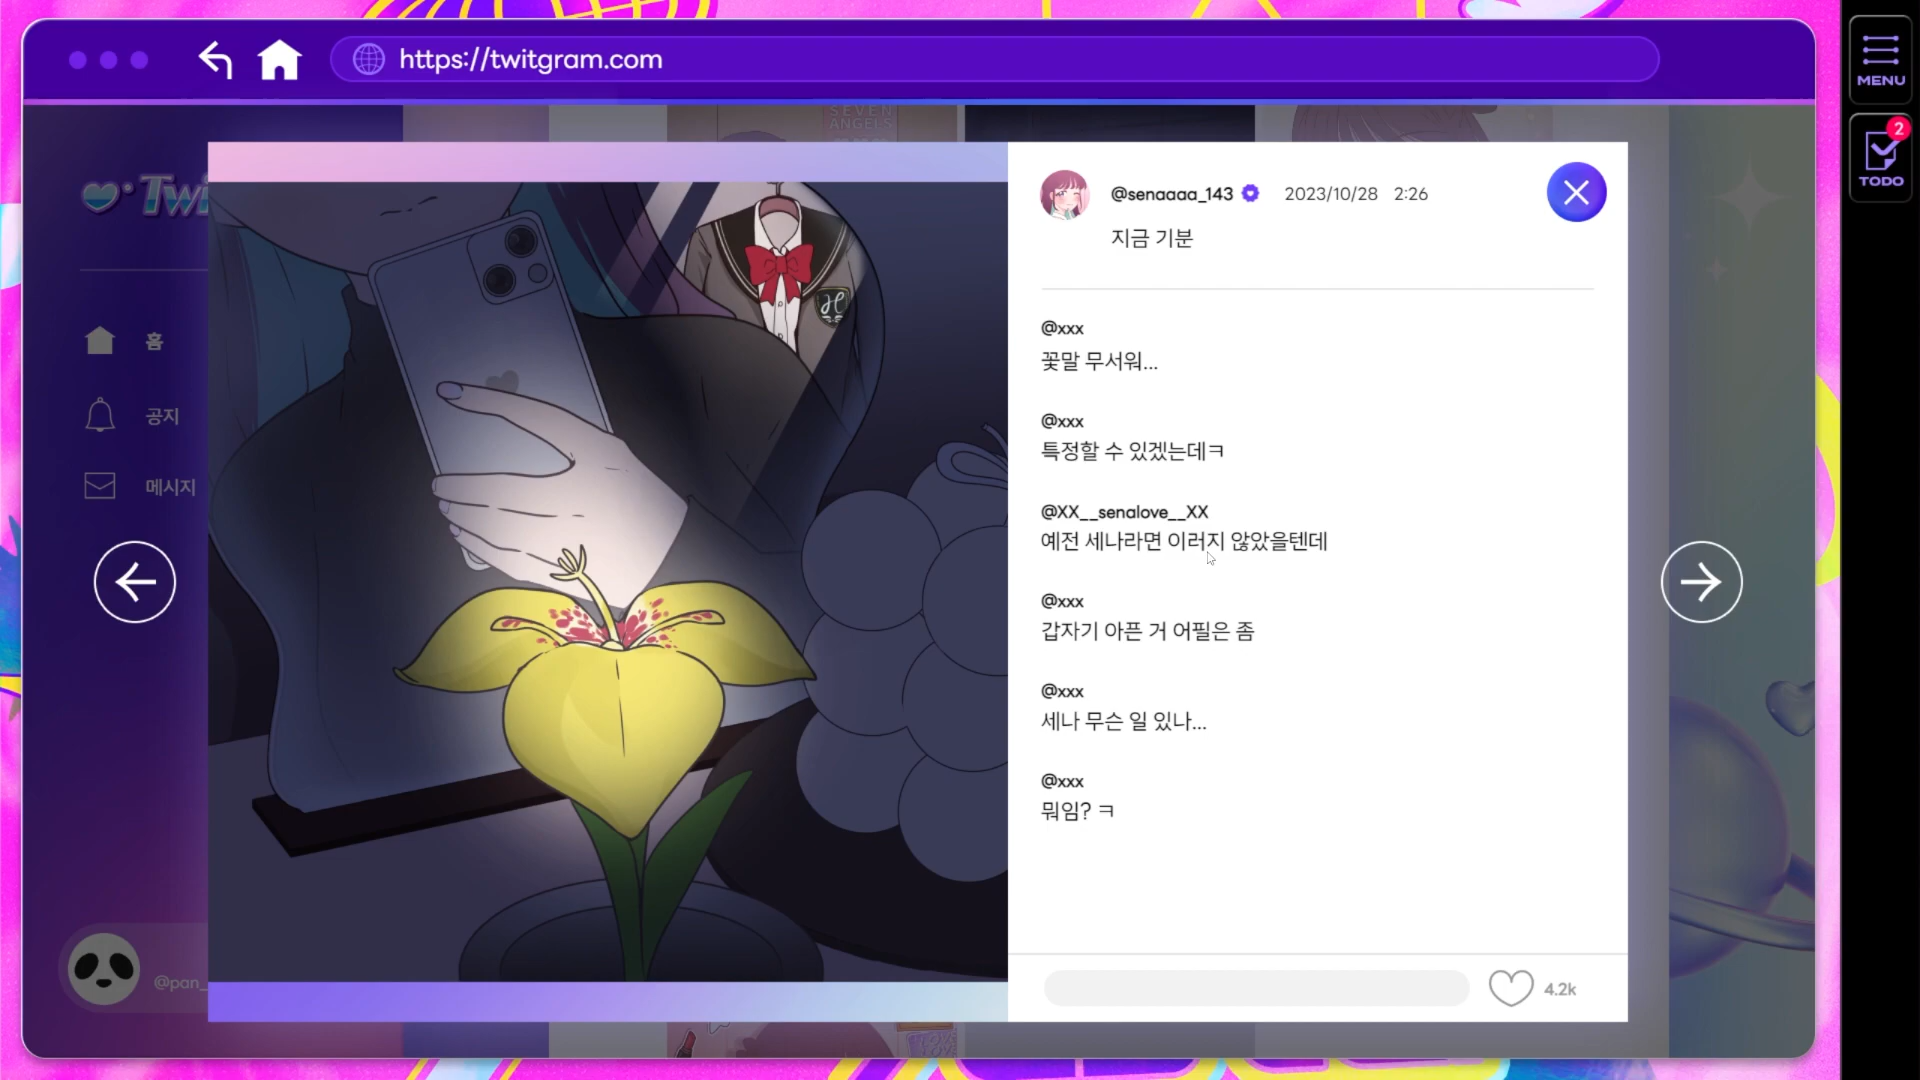 https://twitgram.com
MENU
2
TODO
SEVEN
ANGELS
Twi
홈
공지
메시지
@pan_
@senaaaa_143 2023/10/28 2:26
지금 기분
@xxx
꽃말 무서워...
@xxx
특정할 수 있겠는데ㅋ
@XX__senalove__XX
예전 세나라면 이러지 않았을텐데
@xxx
갑자기 아픈 거 어필은 좀
@xxx
세나 무슨 일 있나...
@xxx
뭐임? ㅋ
4.2k